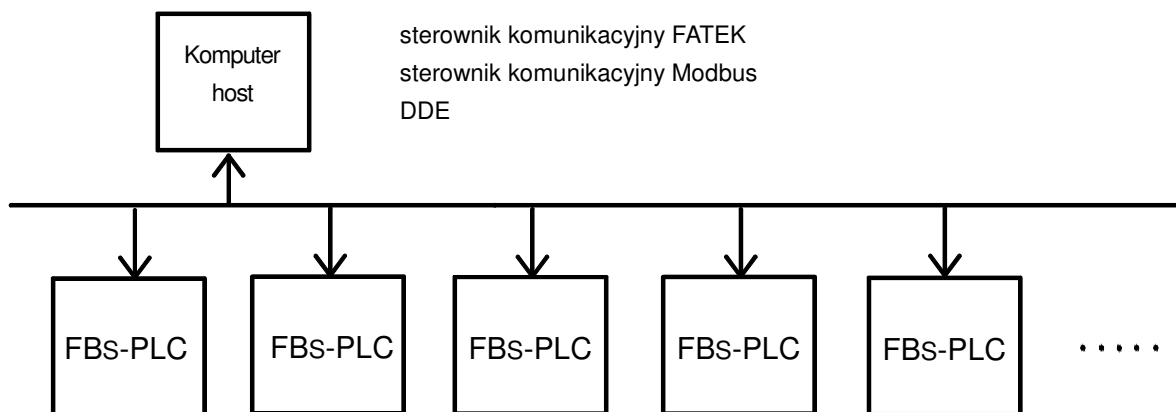 Komputer
host
sterownik komunikacyjny FATEK
sterownik komunikacyjny Modbus
DDE
FBs-PLC
FBs-PLC
FBs-PLC
FBs-PLC
FBs-PLC
.....